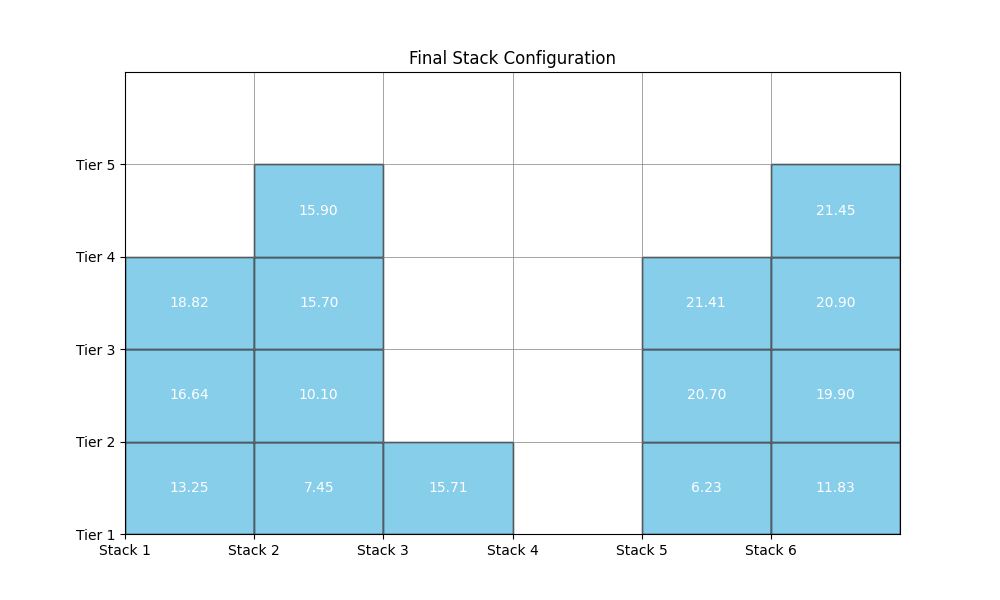 Final Stack Configuration
Tier 5
15.90 21.45
Tier 4
18.82 15.70 21.41 20.90
Tier 3
16.64 10.10 20.70 19.90
Tier 2
13.25 7.45 15.71 6.23 11.83
Tier 1
Stack 1 Stack 2 Stack 3 Stack 4 Stack 5 Stack 6